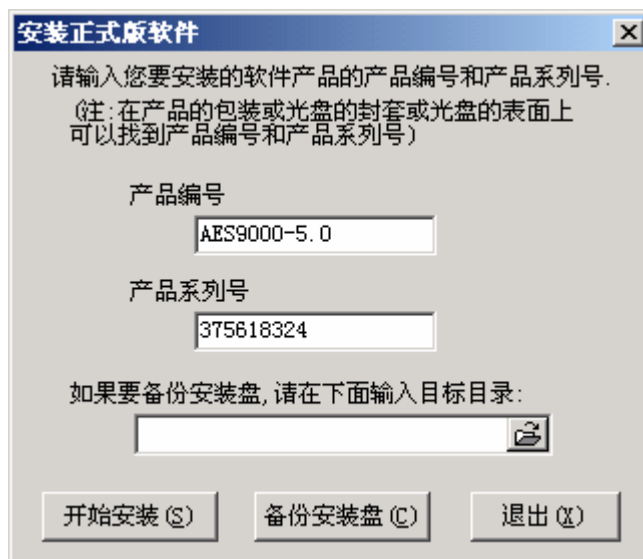 安装正式版软件
请输入您要安装的软件产品的产品编号和产品系列号.
(注:在产品的包装或光盘的封套或光盘的表面上
可以找到产品编号和产品系列号)
产品编号
AES9000-5.0
产品系列号
375618324
如果要备份安装盘,请在下面输入目标目录:
开始安装(S) 备份安装盘(C) 退出(X)